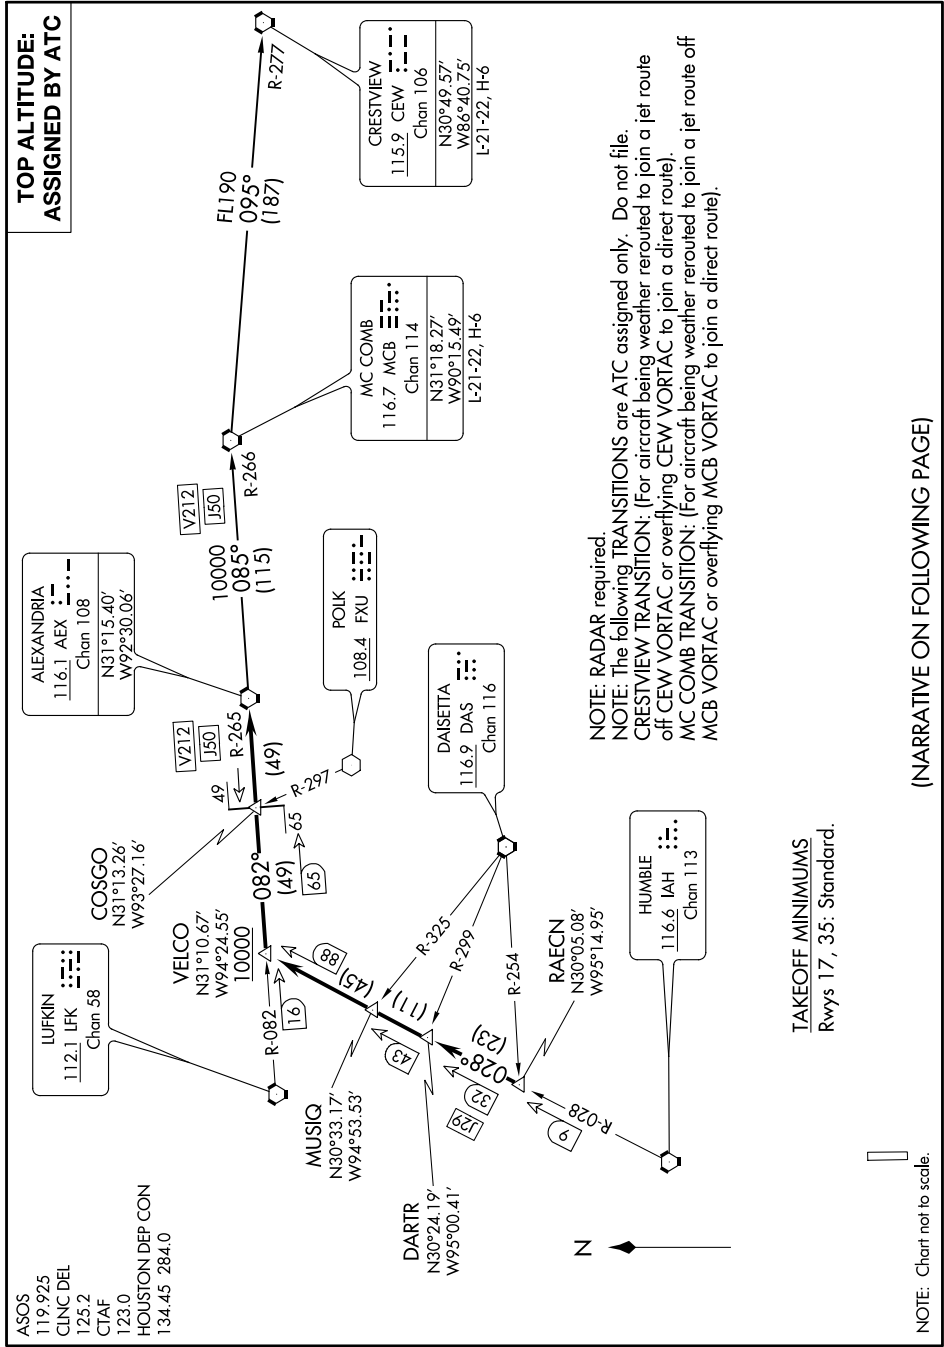 TOP ALTITUDE:
ASSIGNED BY ATC
ASOS
119.925
CLNC DEL
125.2
CTAF
123.0
HOUSTON DEP CON
134.45 284.0
LUFKIN
112.1 LFK
Chan 58
ALEXANDRIA
116.1 AEX
Chan 108
N31°15.40'
W92°30.06'
CRESTVIEW
115.9 CEW
Chan 106
N30°49.57'
W86°40.75'
L-21-22, H-6
MC COMB
116.7 MCB
Chan 114
N31°18.27'
W90°15.49'
L-21-22, H-6
POLK
108.4 FXU
DAISETTA
116.9 DAS
Chan 116
HUMBLE
116.6 IAH
Chan 113
COSGO
N31°13.26'
W93°27.16'
VELCO
N31°10.67'
W94°24.55'
10000
MUSIQ
N30°33.17'
W94°53.53'
DARTR
N30°24.19'
W95°00.41'
RAECN
N30°05.08'
W95°14.95'
R-277
FL190
095°
(187)
R-266
V212
J50
10000
085°
(115)
V212
J50
R-265
(49)
49
R-297
65
65
082°
(49)
R-082
16
88
(45)
(11)
43
R-325
R-299
R-254
(23)
028°
32
J29
9
R-028
N
NOTE: RADAR required.
NOTE: The following TRANSITIONS are ATC assigned only. Do not file.
CRESTVIEW TRANSITION: (For aircraft being weather rerouted to join a jet route
off CEW VORTAC or overflying CEW VORTAC to join a direct route).
MC COMB TRANSITION: (For aircraft being weather rerouted to join a jet route off
MCB VORTAC or overflying MCB VORTAC to join a direct route).
TAKEOFF MINIMUMS
Rwys 17, 35: Standard.
(NARRATIVE ON FOLLOWING PAGE)
NOTE: Chart not to scale.